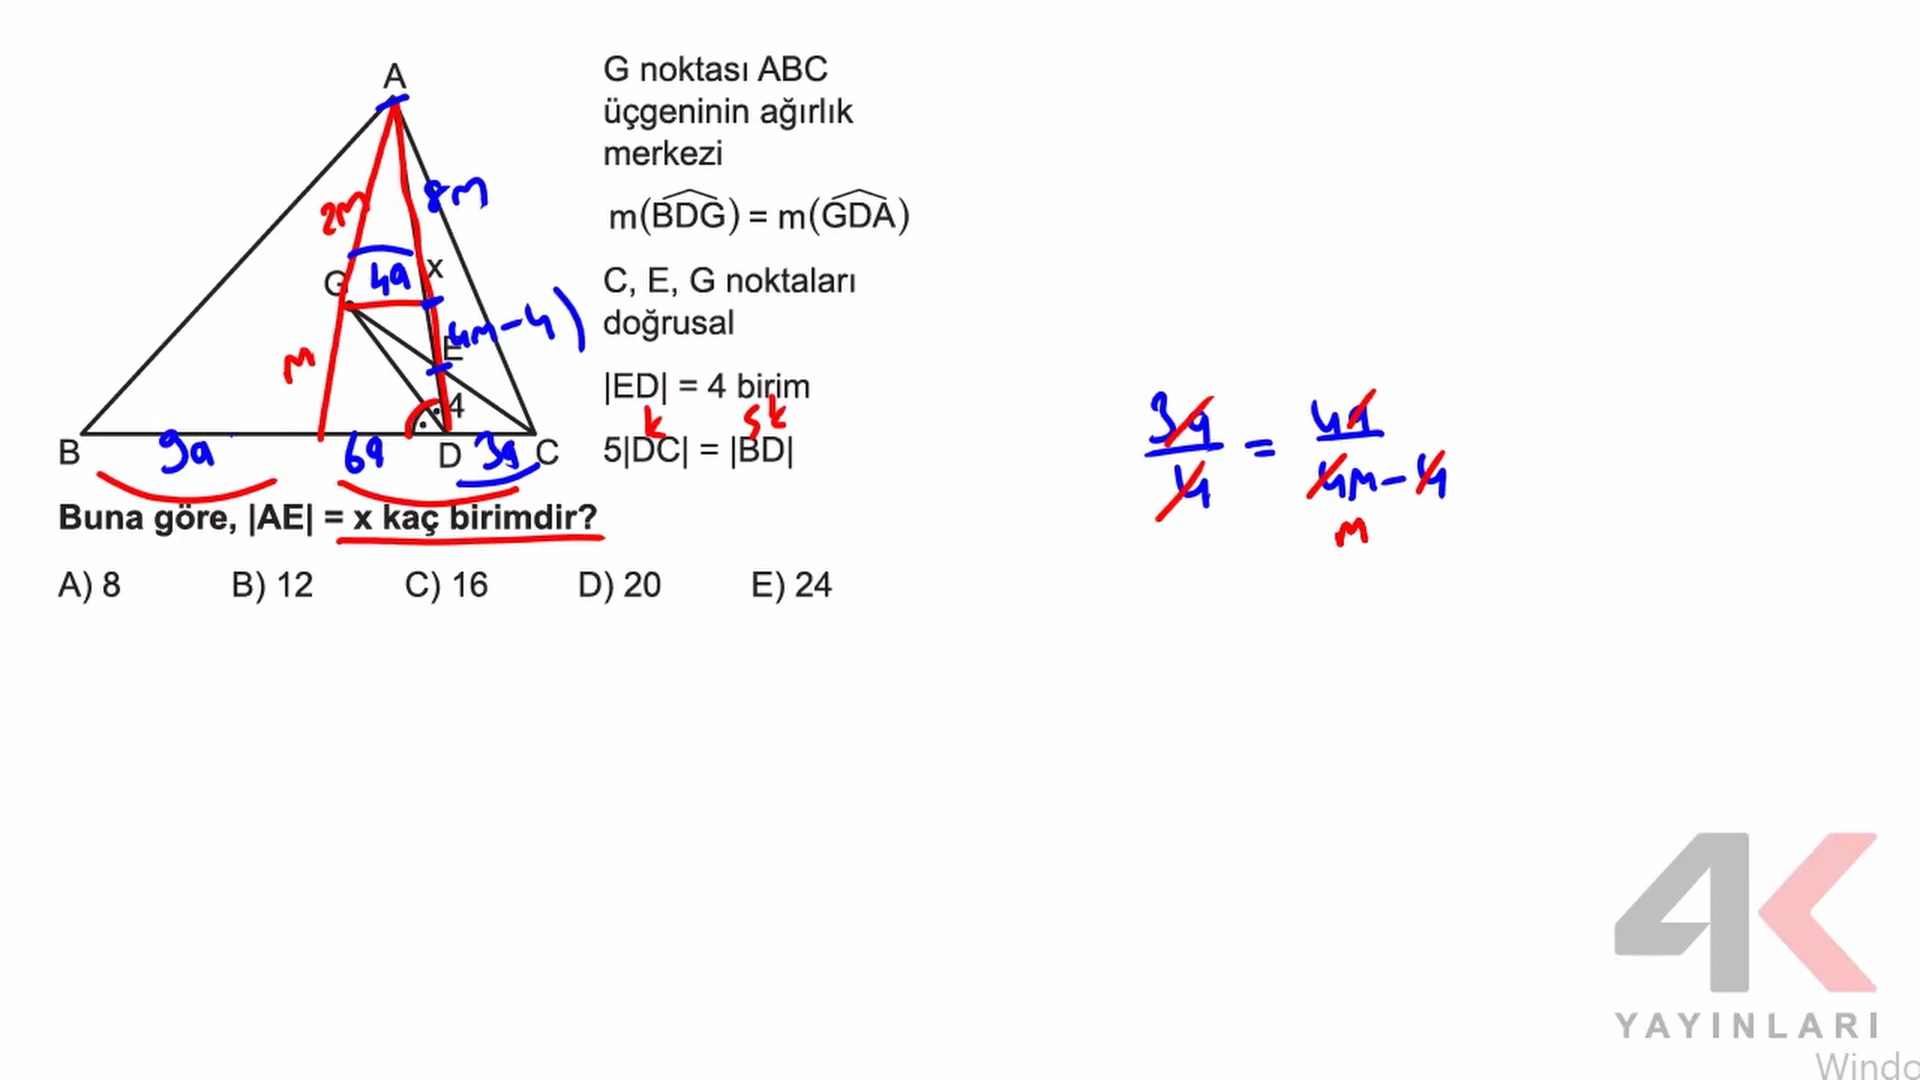 A
8m
2m
G
4a
x
m
E
4m-4
4
B
9a
6a
D
3a
C
G noktası ABC
üçgeninin ağırlık
merkezi
m(BDG) = m(GDA)
C, E, G noktaları
doğrusal
|ED| = 4 birim
k 5k
5|DC| = |BD|
Buna göre, |AE| = x kaç birimdir?
A) 8 B) 12 C) 16 D) 20 E) 24
3a/4 = 4a/4m-4
m
4K
YAYINLARI
Windo